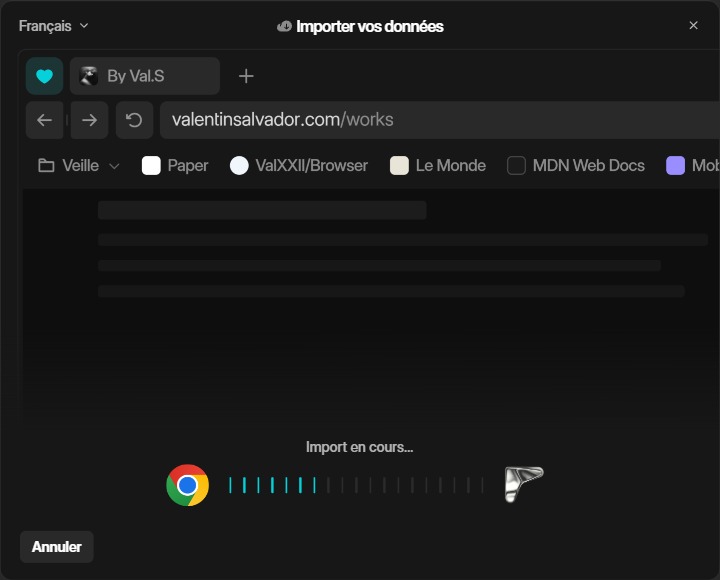 Français
Importer vos données
By Val.S
valentinsalvador.com/works
Veille
Paper
ValXXII/Browser
Le Monde
MDN Web Docs
Mob
Import en cours...
Annuler